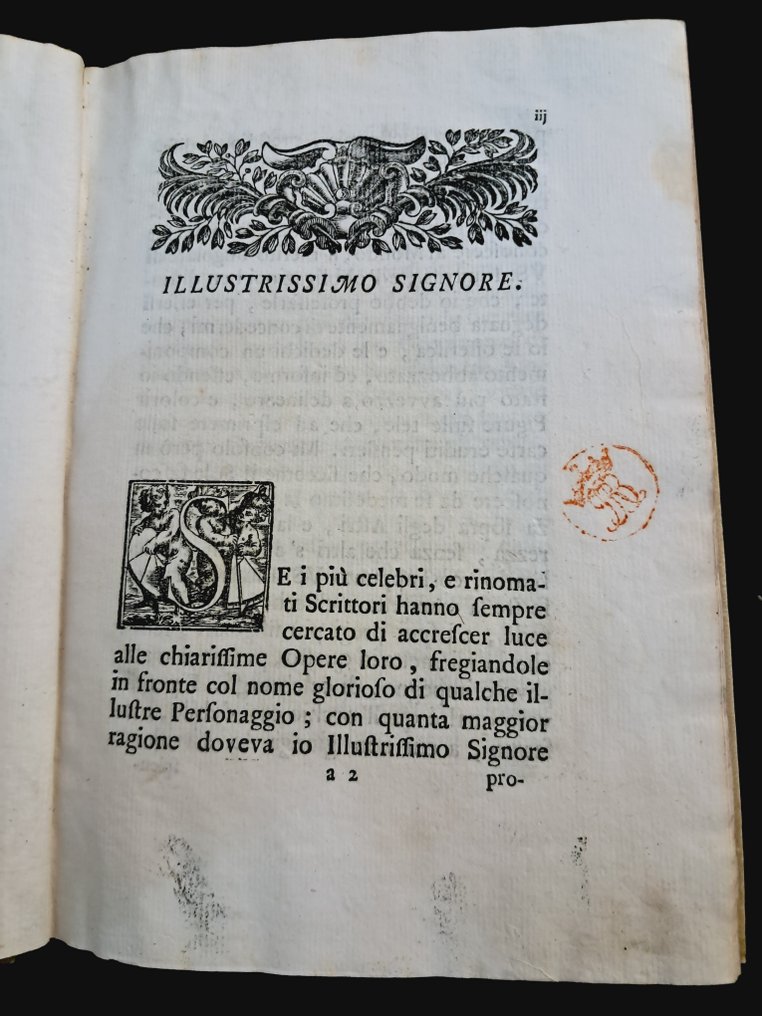 iij
ILLUSTRISSIMO SIGNORE.
SE i più celebri, e rinoma-
ti Scrittori hanno ſempre
cercato di accreſcer luce
alle chiariſſime Opere loro, fregiandole
in fronte col nome glorioſo di qualche il-
luſtre Perſonaggio; con quanta maggior
ragione doveva io Illuſtriſſimo Signore
a 2
pro-